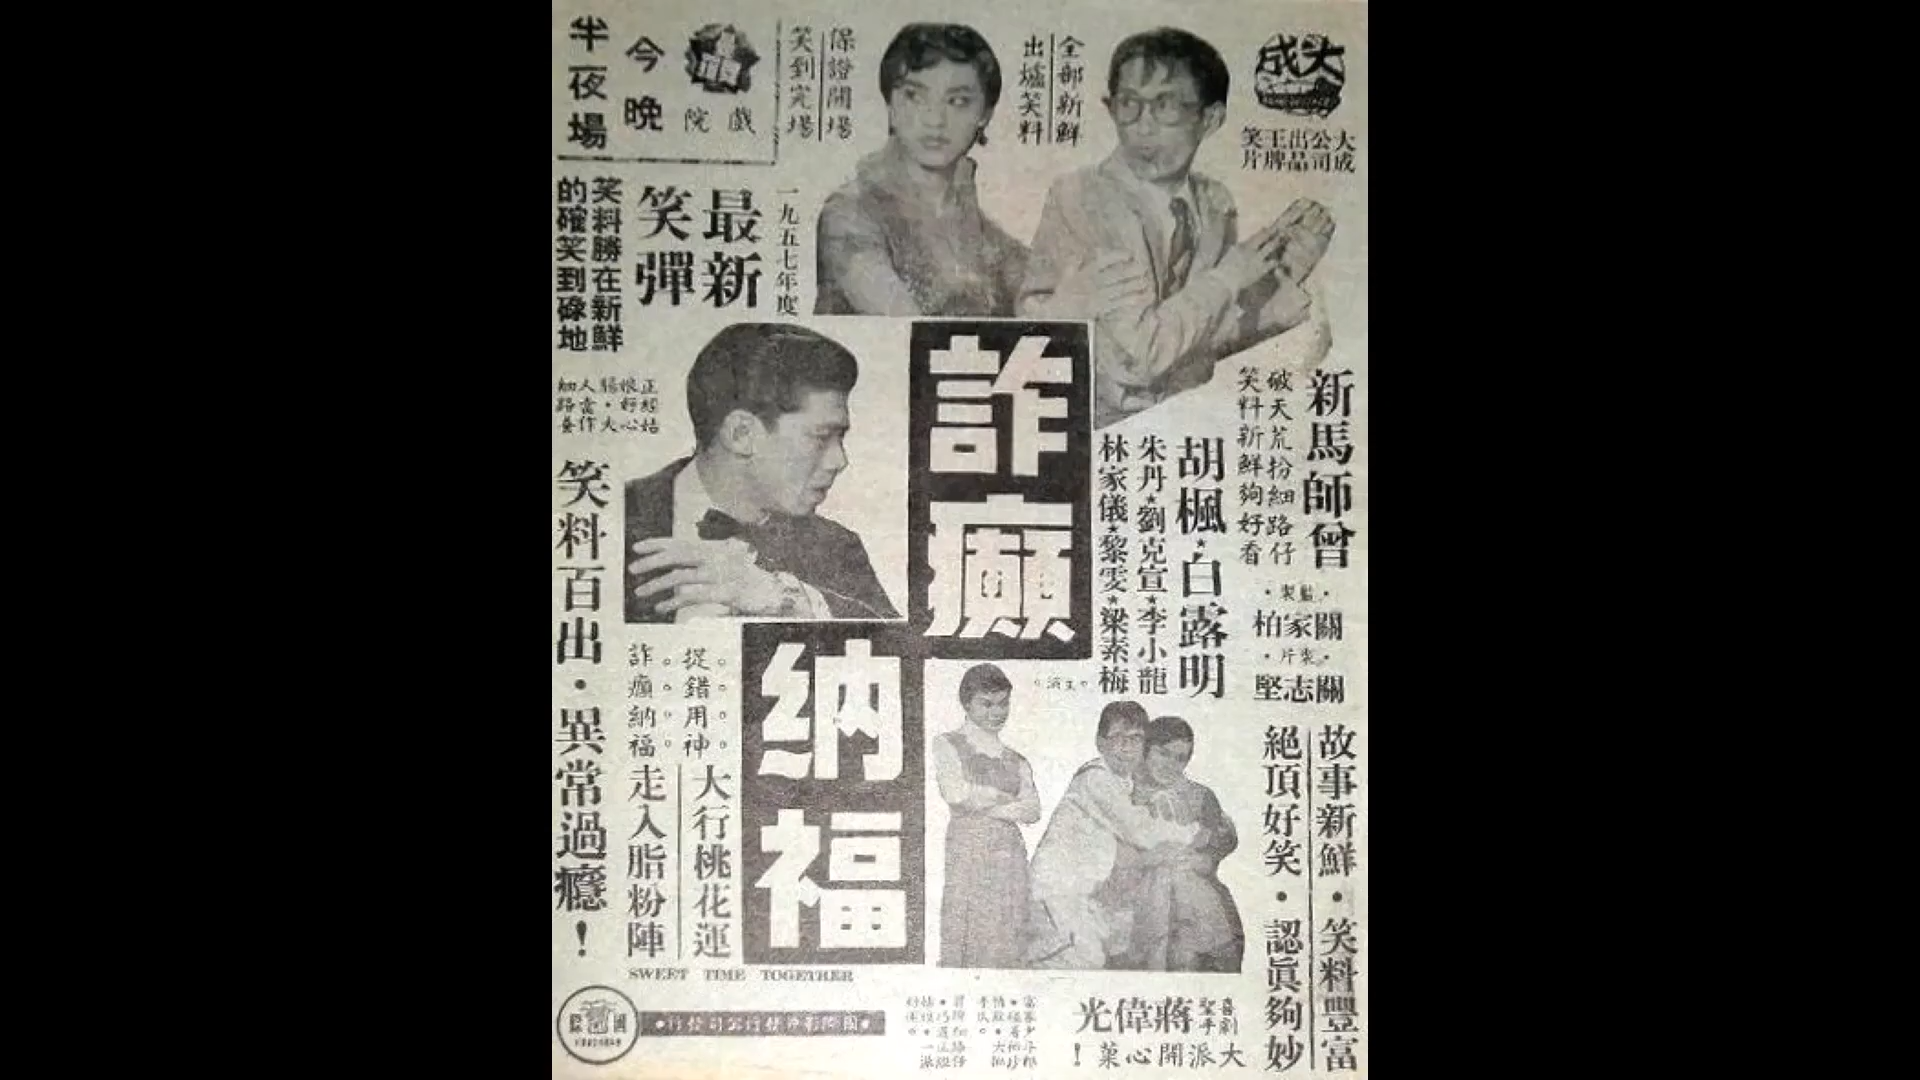 大成
大成公司出品王牌笑片
全部新鮮
出爐笑料
保證開場
笑到完場
戲院
今晚
半夜場
一九五七年度
最新
笑彈
笑料勝在新鮮
的確笑到碌地
新馬師曾
破天荒扮細路仔
笑料新鮮夠好看
胡楓★白露明
朱丹★劉克宣★李小龍
林家儀★黎雯★梁素梅
主演
監製
關家柏
製片
關志堅
詐癲
納福
笑料百出・異常過癮！
從錯用神
詐癲納福
大行桃花運
走入脂粉陣
SWEET TIME TOGETHER
故事新鮮・笑料豐富
絕頂好笑・認眞夠妙
喜劇
聖手
蔣偉光
大派開心菓！